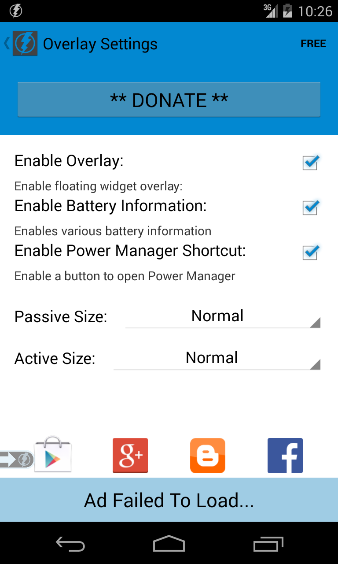 3G 10:26
Overlay Settings FREE
** DONATE **
Enable Overlay:
Enable floating widget overlay:
Enable Battery Information:
Enables various battery information
Enable Power Manager Shortcut:
Enable a button to open Power Manager
Passive Size: Normal
Active Size: Normal
g+
Ad Failed To Load...